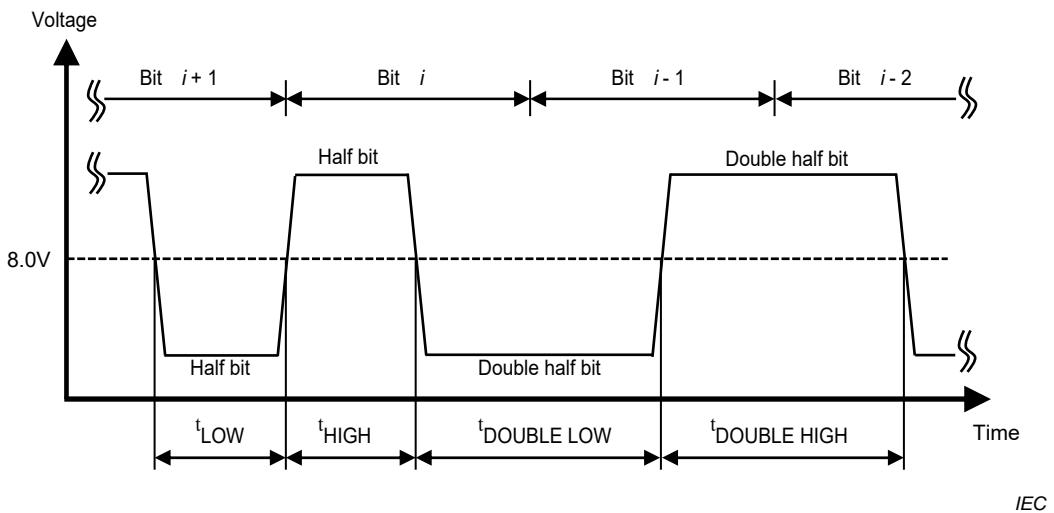 Voltage
Bit i + 1 Bit i Bit i - 1 Bit i - 2
Half bit Double half bit
8.0V
Half bit Double half bit
tLOW tHIGH tDOUBLE LOW tDOUBLE HIGH
Time
IEC